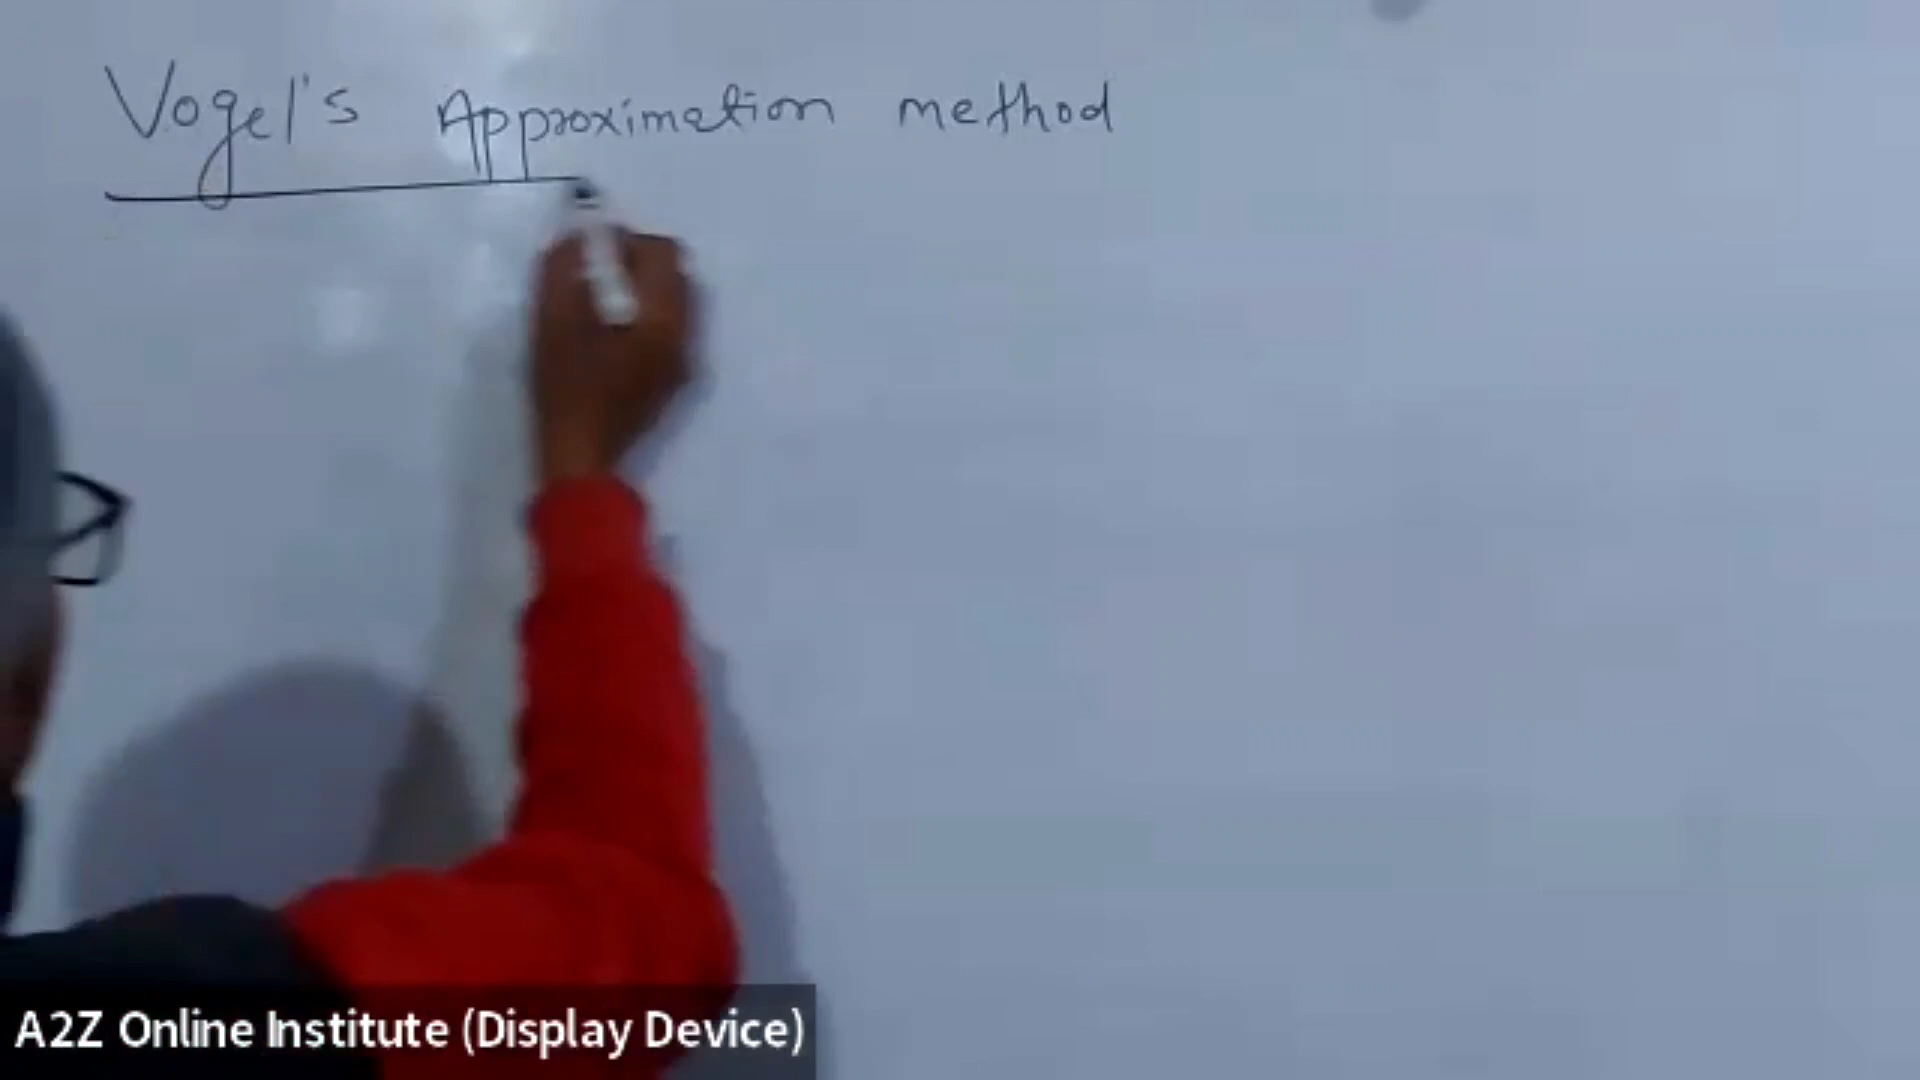 Vogel's Approximation method
A2Z Online Institute (Display Device)